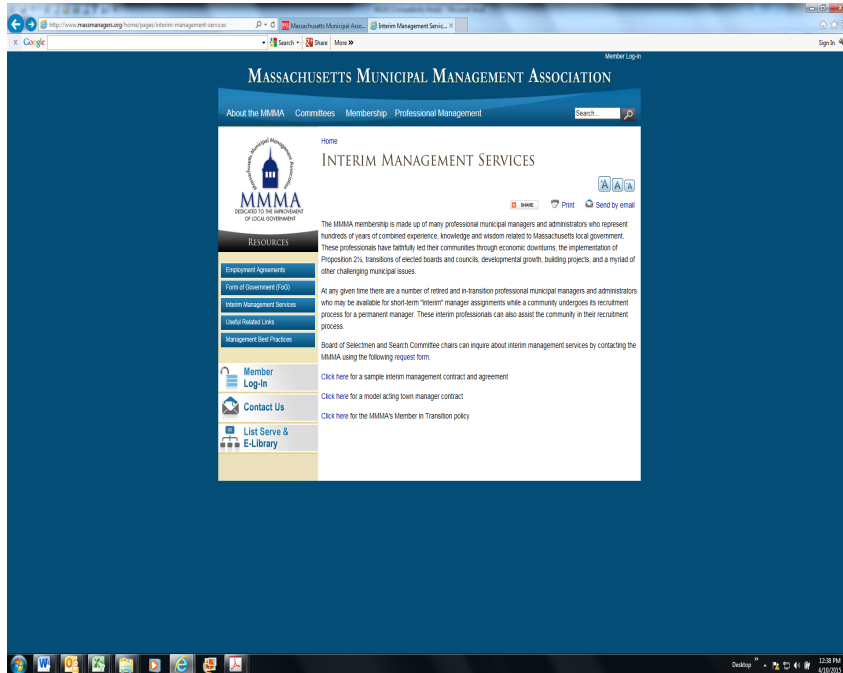 http://www.massmanagers.org/home/pages/interim-management-services
Massachusetts Municipal Asso...
Interim Management Servic... ×
x Google
Search
Share
More »
Sign In
Member Log-in
MASSACHUSETTS MUNICIPAL MANAGEMENT ASSOCIATION
About the MMMA Committees Membership Professional Management
Search...
Massachusetts Municipal Management Association
MMMA
DEDICATED TO THE IMPROVEMENT
OF LOCAL GOVERNMENT
RESOURCES
Employment Agreements
Form of Government (FoG)
Interim Management Services
Useful Related Links
Management Best Practices
Member
Log-In
Contact Us
List Serve &
E-Library
Home
INTERIM MANAGEMENT SERVICES
A A A
SHARE Print Send by email
The MMMA membership is made up of many professional municipal managers and administrators who represent
hundreds of years of combined experience, knowledge and wisdom related to Massachusetts local government.
These professionals have faithfully led their communities through economic downturns, the implementation of
Proposition 2½, transitions of elected boards and councils, developmental growth, building projects, and a myriad of
other challenging municipal issues.
At any given time there are a number of retired and in-transition professional municipal managers and administrators
who may be available for short-term "interim" manager assignments while a community undergoes its recruitment
process for a permanent manager. These interim professionals can also assist the community in their recruitment
process.
Board of Selectmen and Search Committee chairs can inquire about interim management services by contacting the
MMMA using the following request form.
Click here for a sample interim management contract and agreement
Click here for a model acting town manager contract
Click here for the MMMA's Member in Transition policy
Desktop »
12:38 PM
4/10/2015